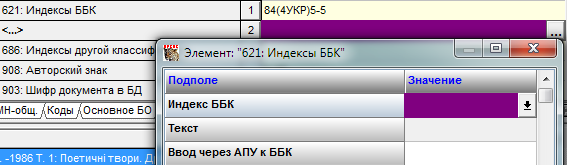 621: Индексы ББК 1 84(4УКР)5-5
<...> 2 ...
686: Индексы другой классиф
908: Авторский знак
903: Шифр документа в БД
МН-общ. Коды Основное БО
. -1986 Т. 1: Поетичні твори. Д
Элемент: "621: Индексы ББК"
Подполе Значение
Индекс ББК
Текст
Ввод через АПУ к ББК